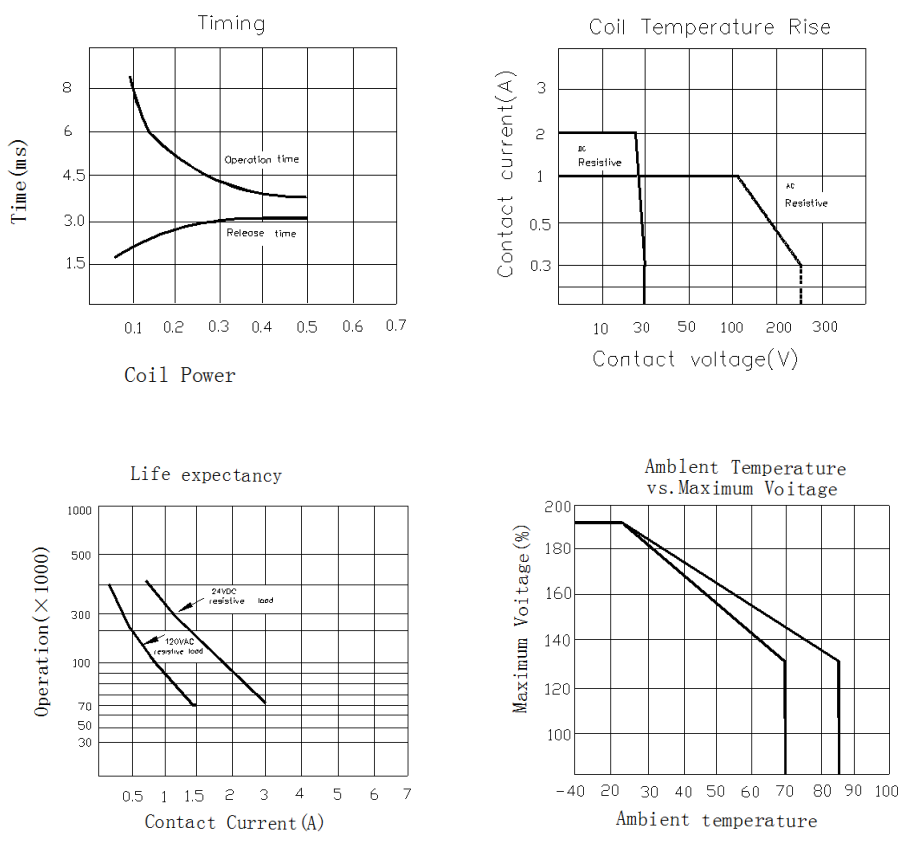 Timing
Time(ms)
8
6
4.5
3.0
1.5
Operation time
Release time
0.1 0.2 0.3 0.4 0.5 0.6 0.7
Coil Power
Coil Temperature Rise
Contact current(A)
3
2
1
0.5
0.3
DC
Resistive
AC
Resistive
10 30 50 100 200 300
Contact voltage(V)
Life expectancy
Operation(×1000)
1000
500
300
100
70
50
30
24VDC
resistive load
120VAC
resistive load
0.5 1 1.5 2 3 4 5 6 7
Contact Current(A)
Amblent Temperature
vs.Maximum Voitage
Maximum Voitage(%)
200
180
160
140
120
100
-40 20 30 40 50 60 70 80 90 100
Ambient temperature